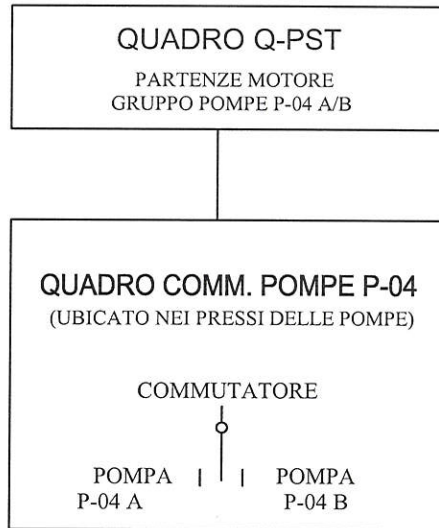 QUADRO Q-PST
PARTENZE MOTORE
GRUPPO POMPE P-04 A/B
QUADRO COMM. POMPE P-04
(UBICATO NEI PRESSI DELLE POMPE)
COMMUTATORE
POMPA POMPA
P-04 A P-04 B